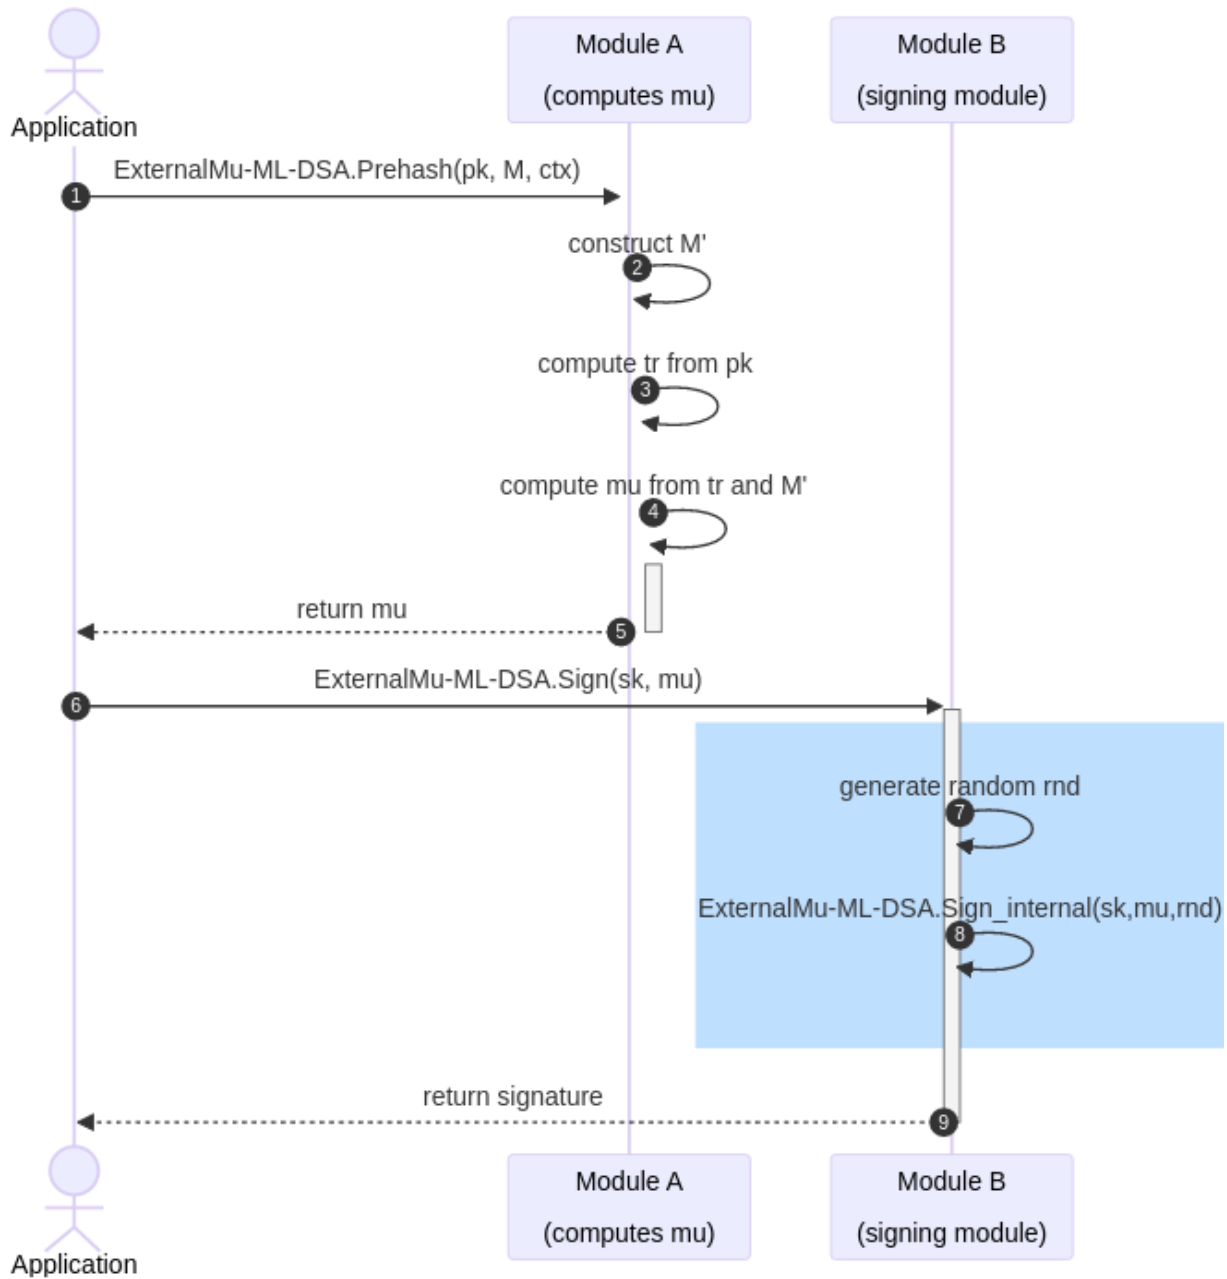 Module A
(computes mu)
Module B
(signing module)
Application
ExternalMu-ML-DSA.Prehash(pk, M, ctx)
1
construct M'
2
compute tr from pk
3
compute mu from tr and M'
4
return mu
5
ExternalMu-ML-DSA.Sign(sk, mu)
6
generate random rnd
7
ExternalMu-ML-DSA.Sign_internal(sk,mu,rnd)
8
return signature
9
Module A
(computes mu)
Module B
(signing module)
Application